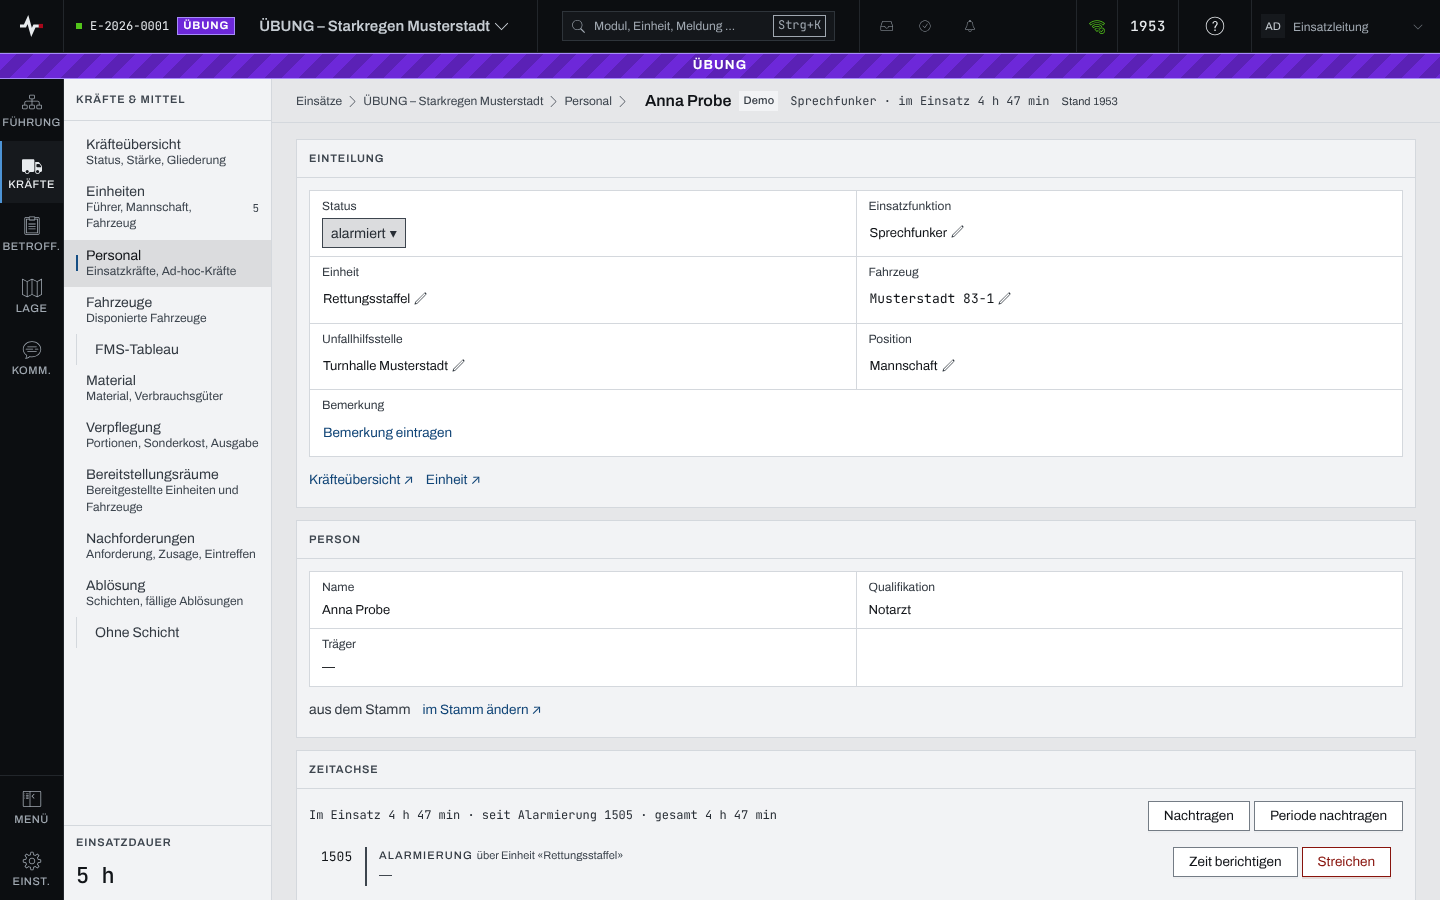 E-2026-0001 ÜBUNG ÜBUNG – Starkregen Musterstadt Modul, Einheit, Meldung ... Strg+K 1953 ? AD Einsatzleitung
ÜBUNG
FÜHRUNG
KRÄFTE
BETROFF.
LAGE
KOMM.
MENÜ
EINST.
KRÄFTE & MITTEL
Kräfteübersicht
Status, Stärke, Gliederung
Einheiten
Führer, Mannschaft, Fahrzeug 5
Personal
Einsatzkräfte, Ad-hoc-Kräfte
Fahrzeuge
Disponierte Fahrzeuge
FMS-Tableau
Material
Material, Verbrauchsgüter
Verpflegung
Portionen, Sonderkost, Ausgabe
Bereitstellungsräume
Bereitgestellte Einheiten und
Fahrzeuge
Nachforderungen
Anforderung, Zusage, Eintreffen
Ablösung
Schichten, fällige Ablösungen
Ohne Schicht
EINSATZDAUER
5 h
Einsätze ÜBUNG – Starkregen Musterstadt Personal Anna Probe Demo Sprechfunker · im Einsatz 4 h 47 min Stand 1953
EINTEILUNG
Status
alarmiert ▾
Einsatzfunktion
Sprechfunker
Einheit
Rettungsstaffel
Fahrzeug
Musterstadt 83-1
Unfallhilfsstelle
Turnhalle Musterstadt
Position
Mannschaft
Bemerkung
Bemerkung eintragen
Kräfteübersicht ↗ Einheit ↗
PERSON
Name
Anna Probe
Qualifikation
Notarzt
Träger
—
aus dem Stamm im Stamm ändern ↗
ZEITACHSE
Im Einsatz 4 h 47 min · seit Alarmierung 1505 · gesamt 4 h 47 min Nachtragen Periode nachtragen
1505 ALARMIERUNG über Einheit «Rettungsstaffel» Zeit berichtigen Streichen
—